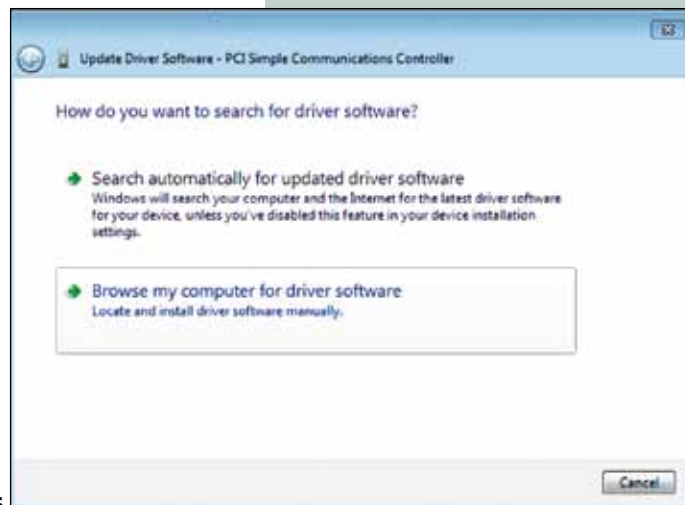 Update Driver Software - PCI Simple Communications Controller
How do you want to search for driver software?
Search automatically for updated driver software
Windows will search your computer and the Internet for the latest driver software
for your device, unless you've disabled this feature in your device installation
settings.
Browse my computer for driver software
Locate and install driver software manually.
Cancel